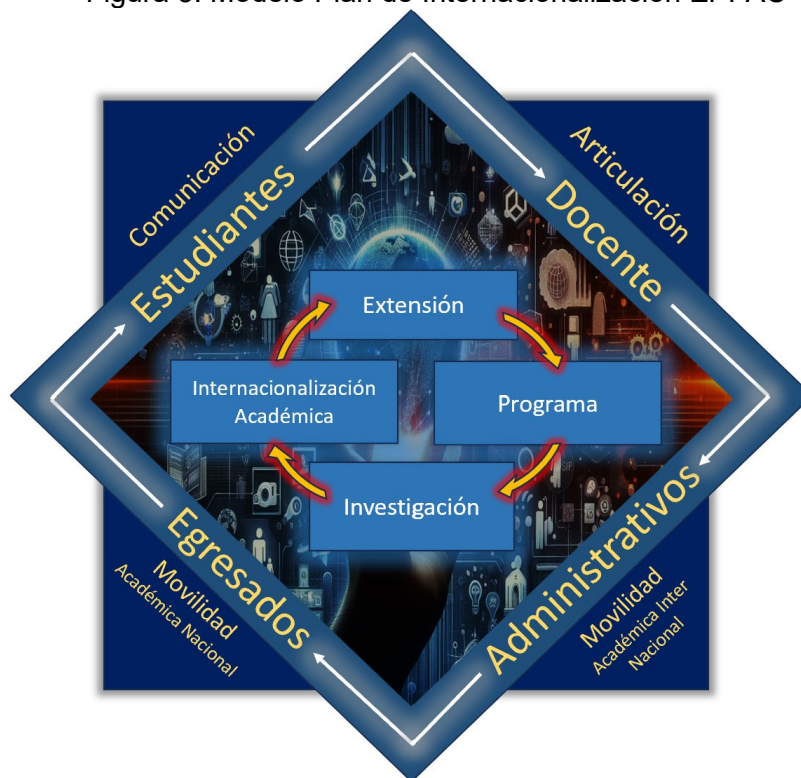 Comunicación
Articulación
Estudiantes
Docente
Extensión
Internacionalización
Académica
Programa
Investigación
Egresados
Administrativos
Movilidad
Académica Nacional
Movilidad
Académica Inter
Nacional